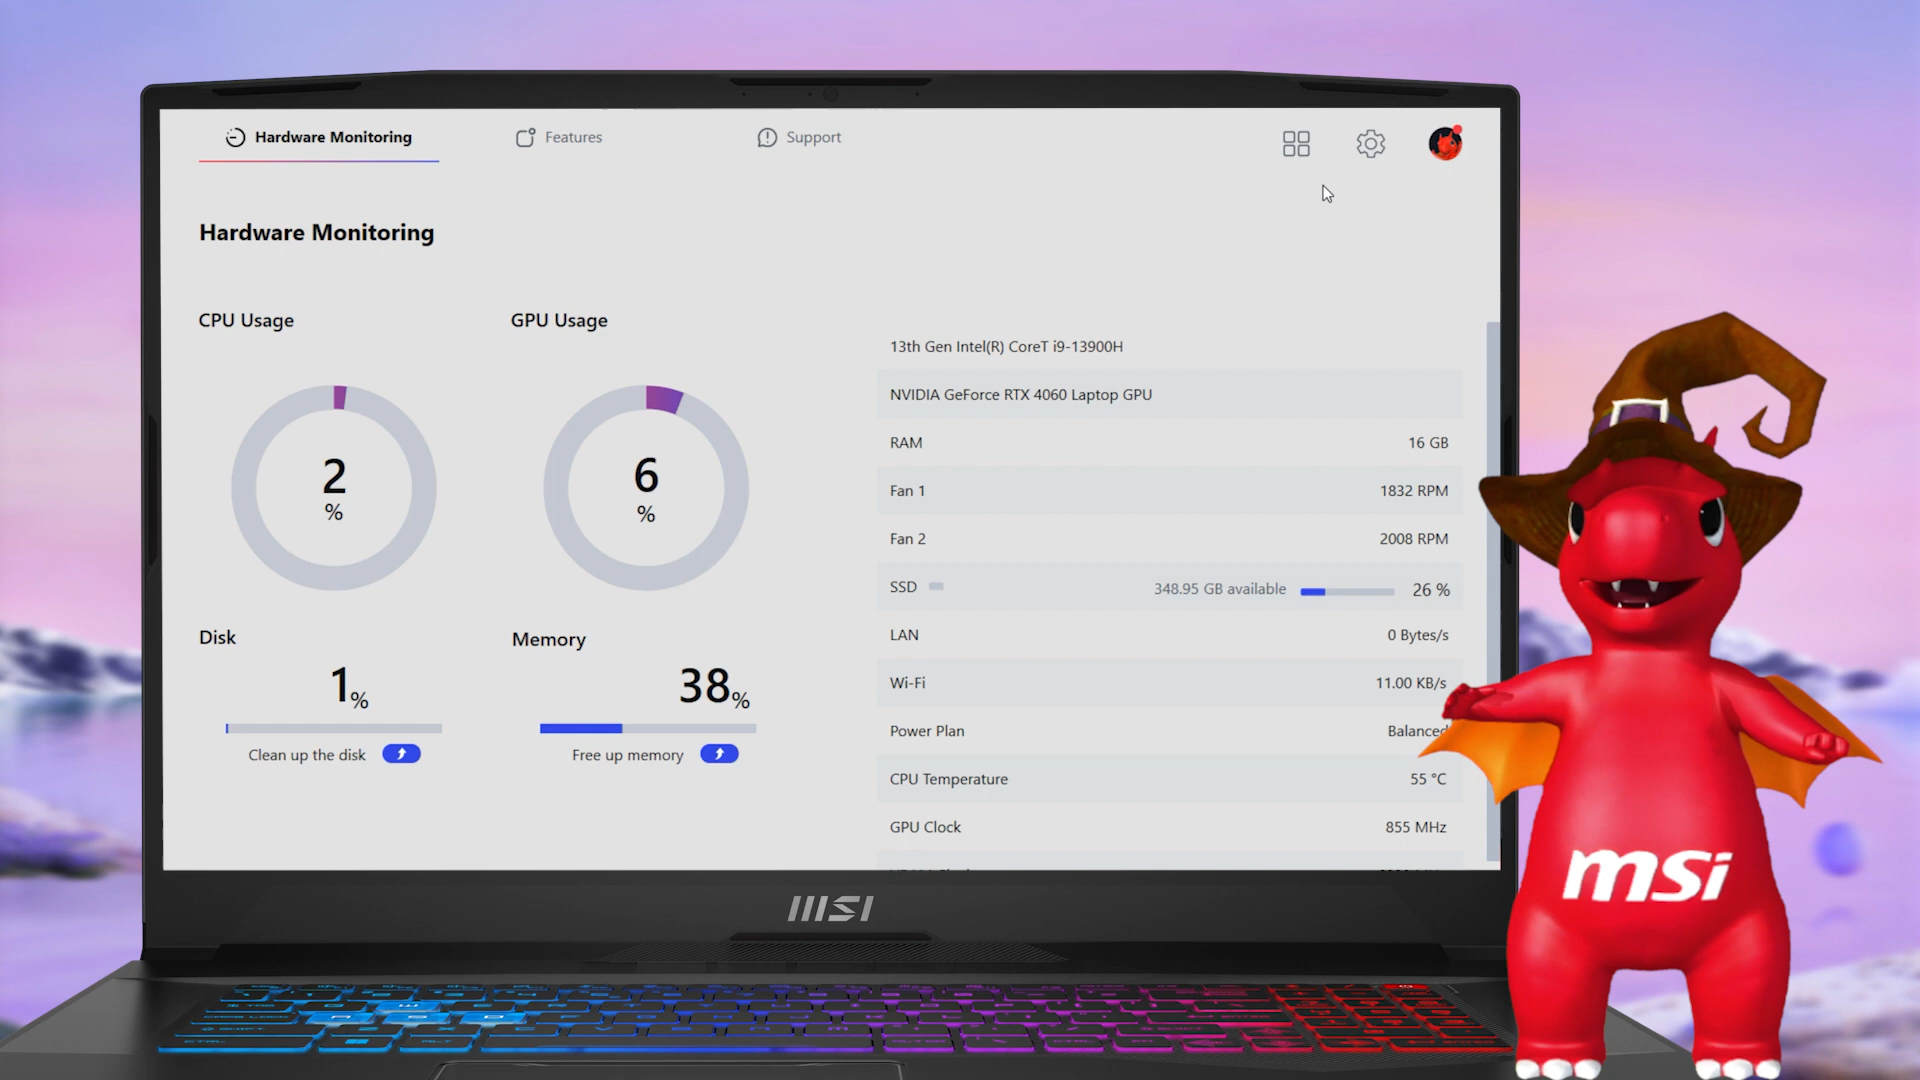 Hardware Monitoring
Features
Support
Hardware Monitoring
CPU Usage
GPU Usage
2
%
6
%
Disk
1%
Clean up the disk
Memory
38%
Free up memory
13th Gen Intel(R) CoreT i9-13900H
NVIDIA GeForce RTX 4060 Laptop GPU
RAM 16 GB
Fan 1 1832 RPM
Fan 2 2008 RPM
SSD 348.95 GB available 26 %
LAN 0 Bytes/s
Wi-Fi 11.00 KB/s
Power Plan Balanced
CPU Temperature 55 °C
GPU Clock 855 MHz
msi
msi